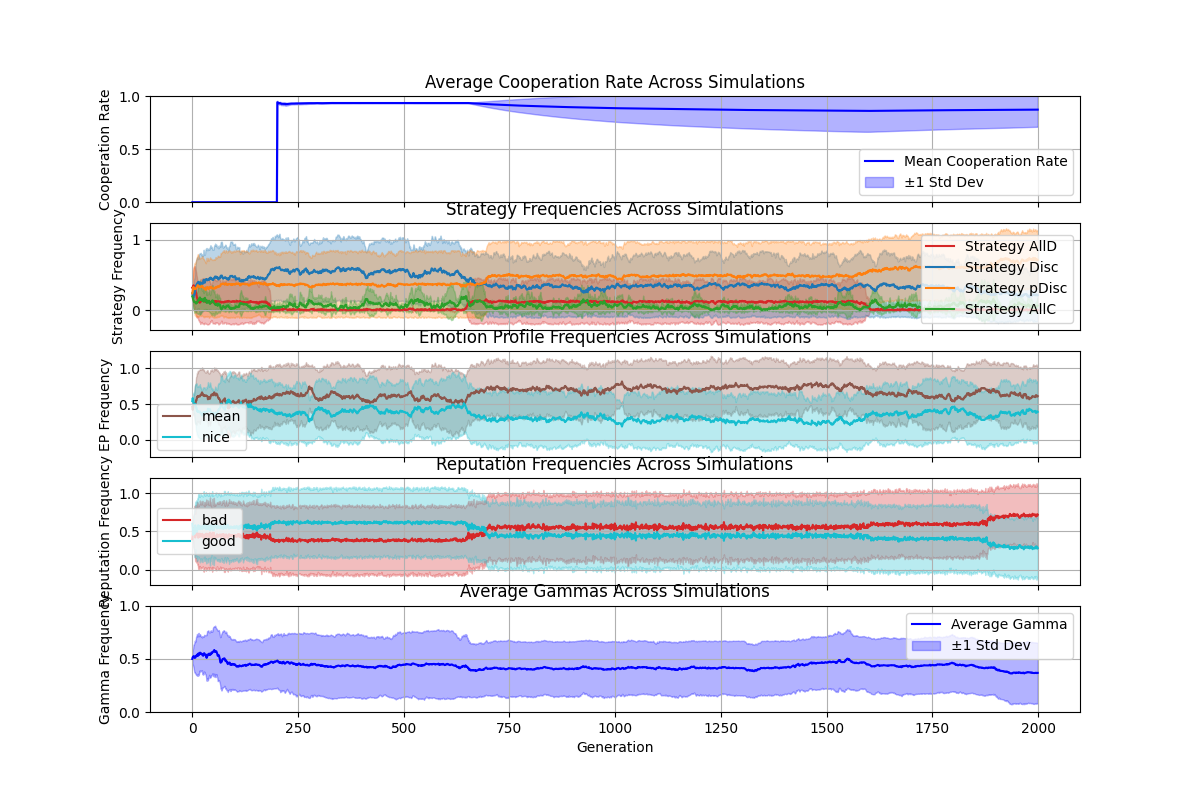 Average Cooperation Rate Across Simulations
Cooperation Rate
1.0
0.5
0.0
Mean Cooperation Rate
±1 Std Dev
Strategy Frequencies Across Simulations
Strategy Frequency
1
0
Strategy AllD
Strategy Disc
Strategy pDisc
Strategy AllC
Emotion Profile Frequencies Across Simulations
EP Frequency
1.0
0.5
0.0
mean
nice
Reputation Frequencies Across Simulations
Reputation Frequency
1.0
0.5
0.0
bad
good
Average Gammas Across Simulations
Gamma Frequency
1.0
0.5
0.0
Average Gamma
±1 Std Dev
0 250 500 750 1000 1250 1500 1750 2000
Generation